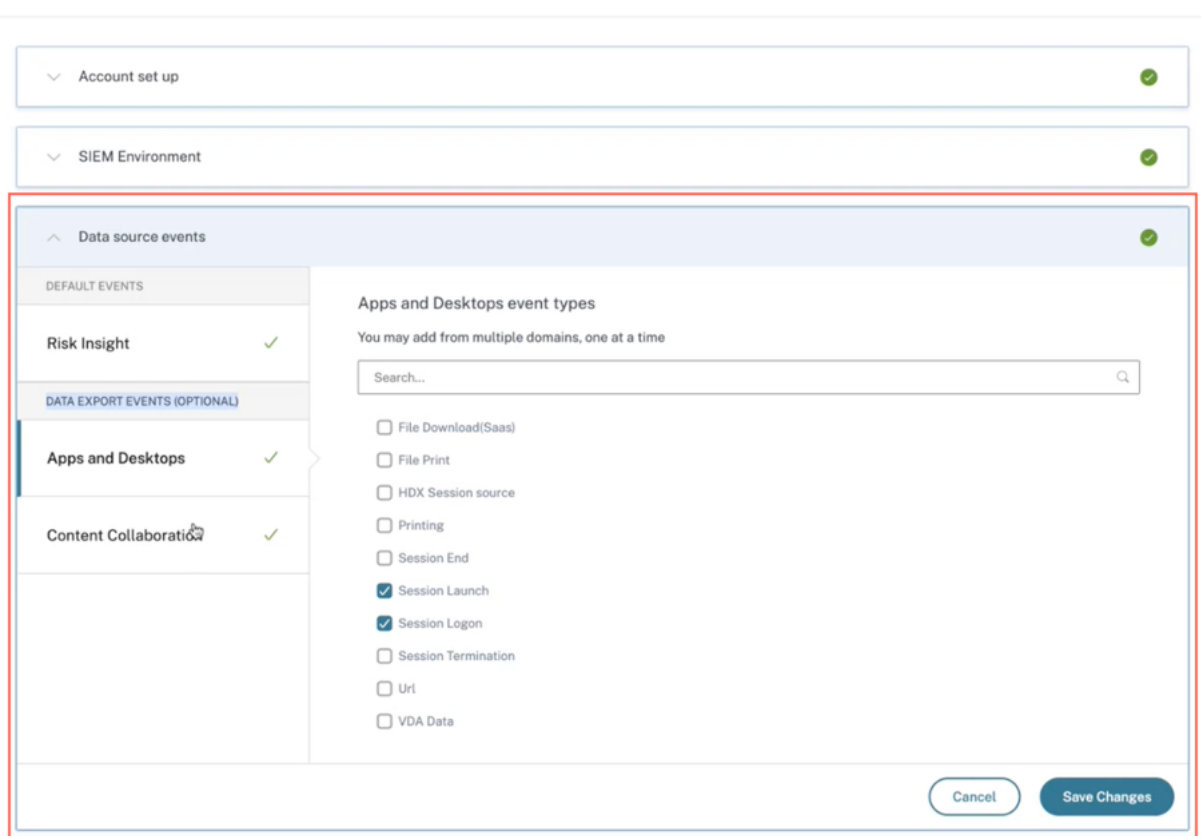 Account set up
SIEM Environment
Data source events
DEFAULT EVENTS
Risk Insight
DATA EXPORT EVENTS (OPTIONAL)
Apps and Desktops
Content Collaboration
Apps and Desktops event types
You may add from multiple domains, one at a time
Search...
File Download(Saas)
File Print
HDX Session source
Printing
Session End
Session Launch
Session Logon
Session Termination
Url
VDA Data
Cancel
Save Changes